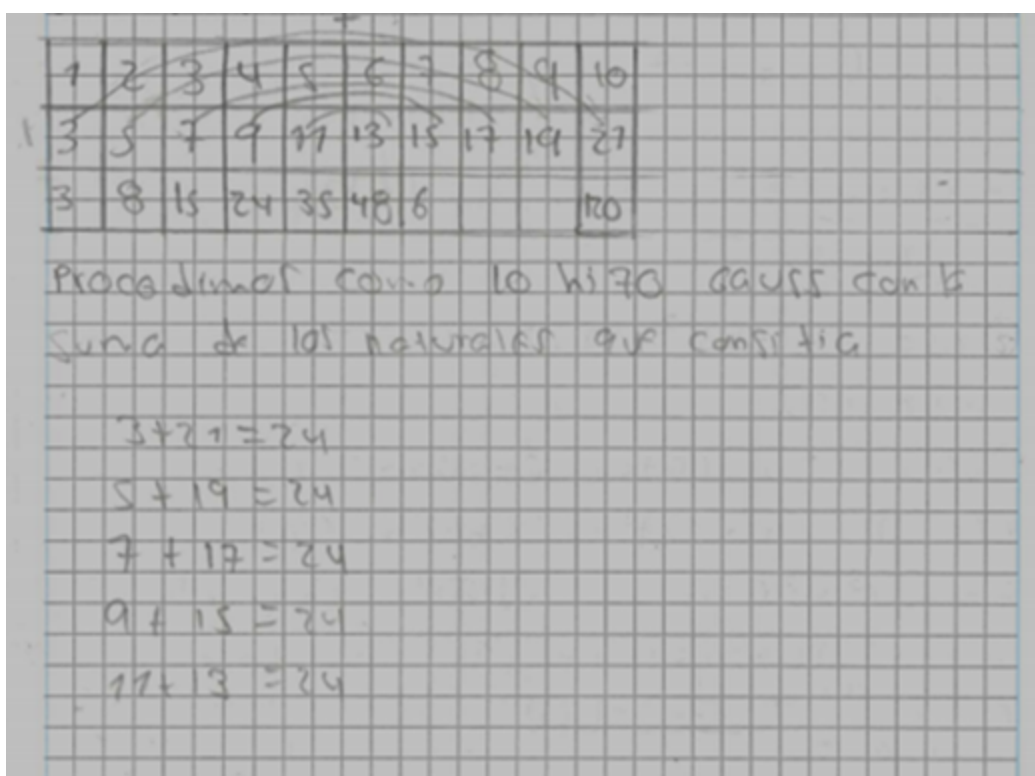 1 2 3 4 5 6 7 8 9 10
3 5 7 9 11 13 15 17 19 21
3 8 15 24 35 48 6 120
Procedimos como lo hizo Gauss con la
suma de los naturales que consistia
3+21=24
5+19=24
7+17=24
9+15=24
11+13=24